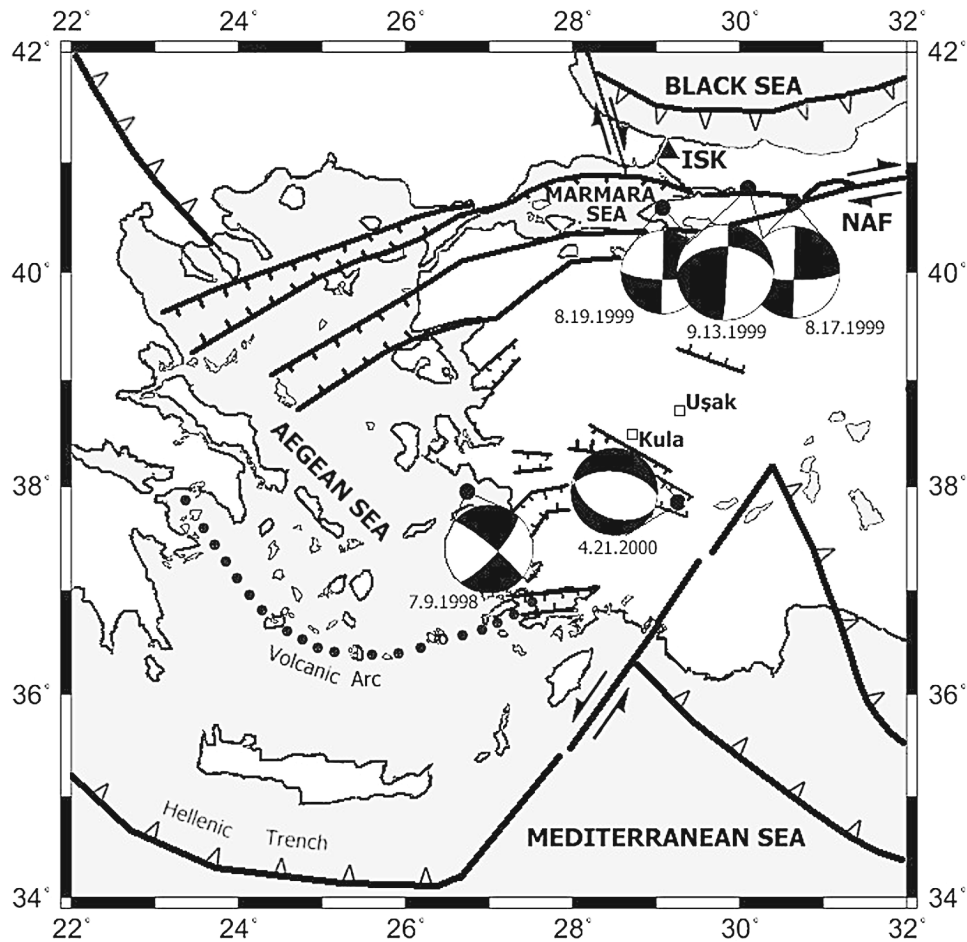 22° 24° 26° 28° 30° 32°
42° 42°
BLACK SEA
ISK
MARMARA
SEA
NAF
40° 40°
8.19.1999
9.13.1999
8.17.1999
Uşak
Kula
AEGEAN SEA
38° 38°
4.21.2000
7.9.1998
Volcanic Arc
36° 36°
Hellenic Trench
MEDITERRANEAN SEA
34° 34°
22° 24° 26° 28° 30° 32°